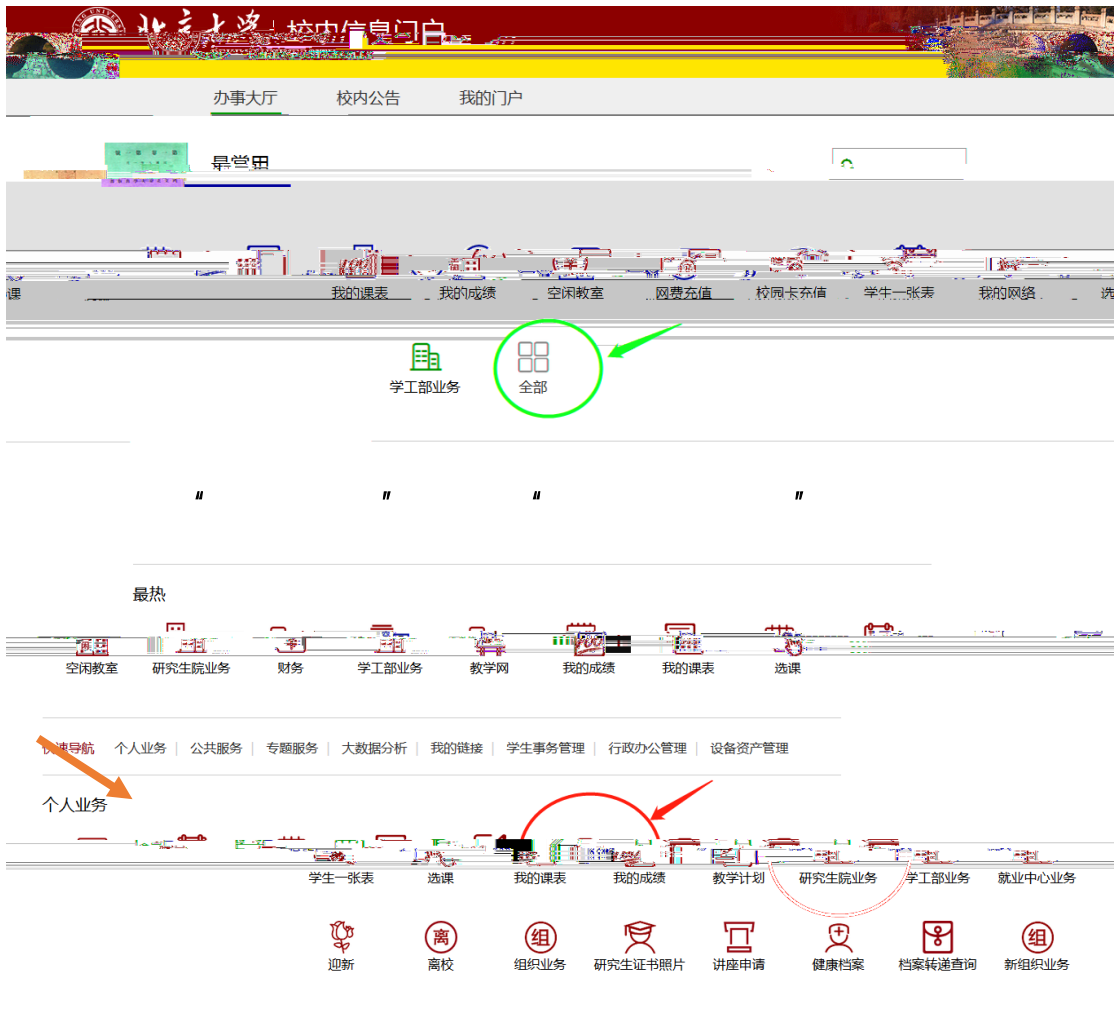 北京大学 校内信息门户
办事大厅 校内公告 我的门户
最常用
课 我的课表 我的成绩 空闲教室 网费充值 校园卡充值 学生一张表 我的网络 选
学工部业务 全部
“ ” “ ”
最热
空闲教室 研究生院业务 财务 学工部业务 教学网 我的成绩 我的课表 选课
快速导航 个人业务 | 公共服务 | 专题服务 | 大数据分析 | 我的链接 | 学生事务管理 | 行政办公管理 | 设备资产管理
个人业务
学生一张表 选课 我的课表 我的成绩 教学计划 研究生院业务 学工部业务 就业中心业务
离 组 组
迎新 离校 组织业务 研究生证书照片 讲座申请 健康档案 档案转递查询 新组织业务